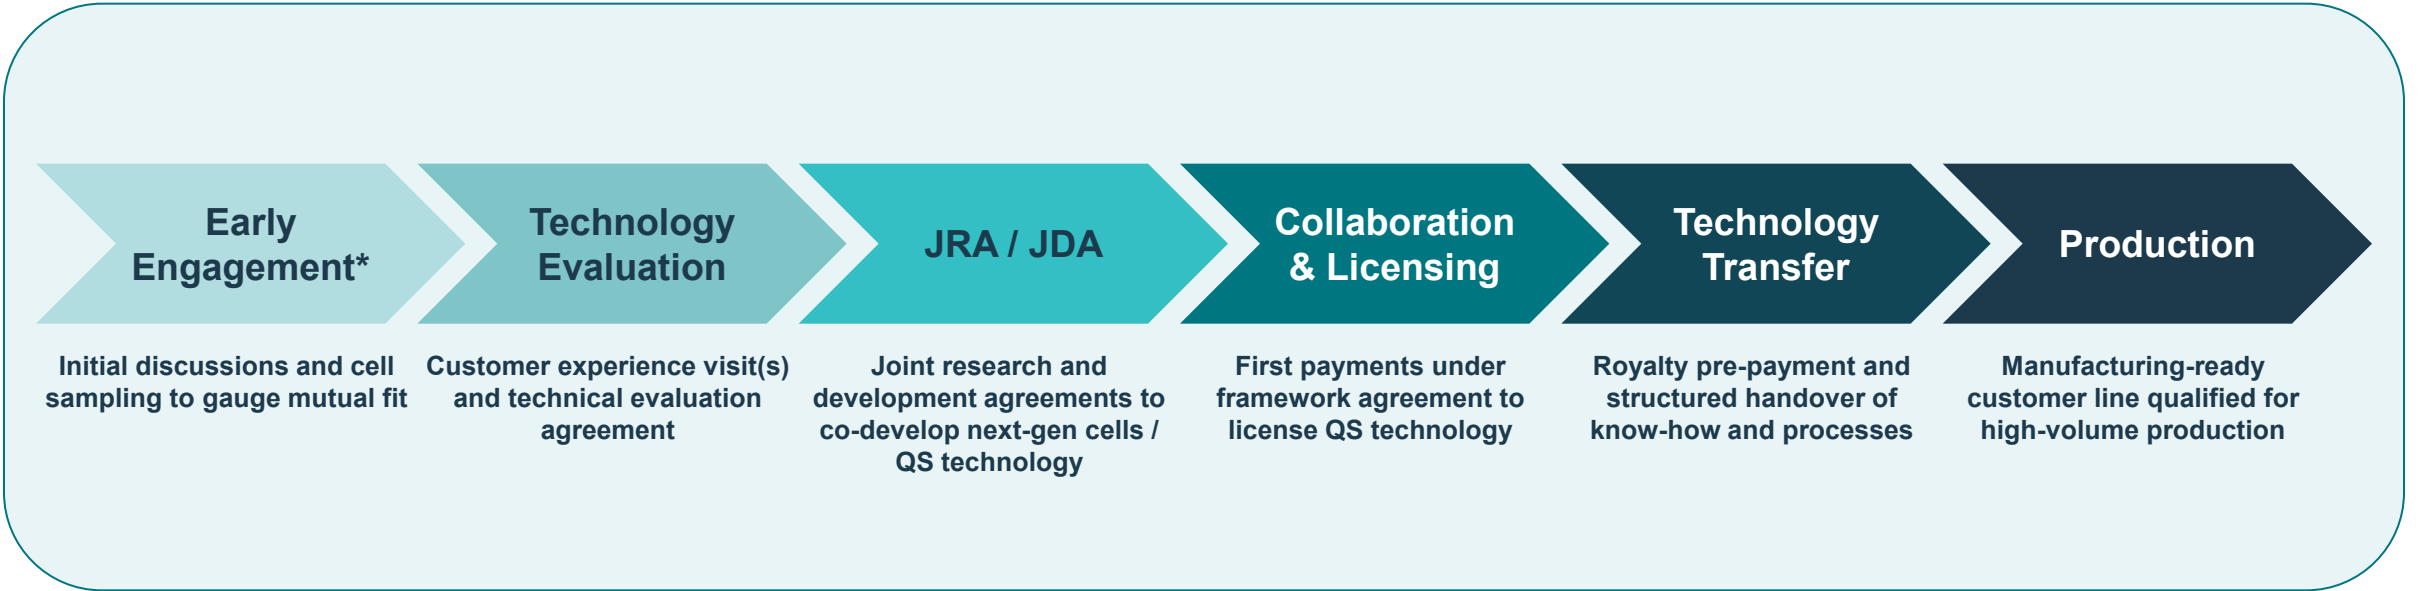 Early
Engagement*
Technology
Evaluation
JRA / JDA
Collaboration
& Licensing
Technology
Transfer
Production
Initial discussions and cell
sampling to gauge mutual fit
Customer experience visit(s)
and technical evaluation
agreement
Joint research and
development agreements to
co-develop next-gen cells /
QS technology
First payments under
framework agreement to
license QS technology
Royalty pre-payment and
structured handover of
know-how and processes
Manufacturing-ready
customer line qualified for
high-volume production